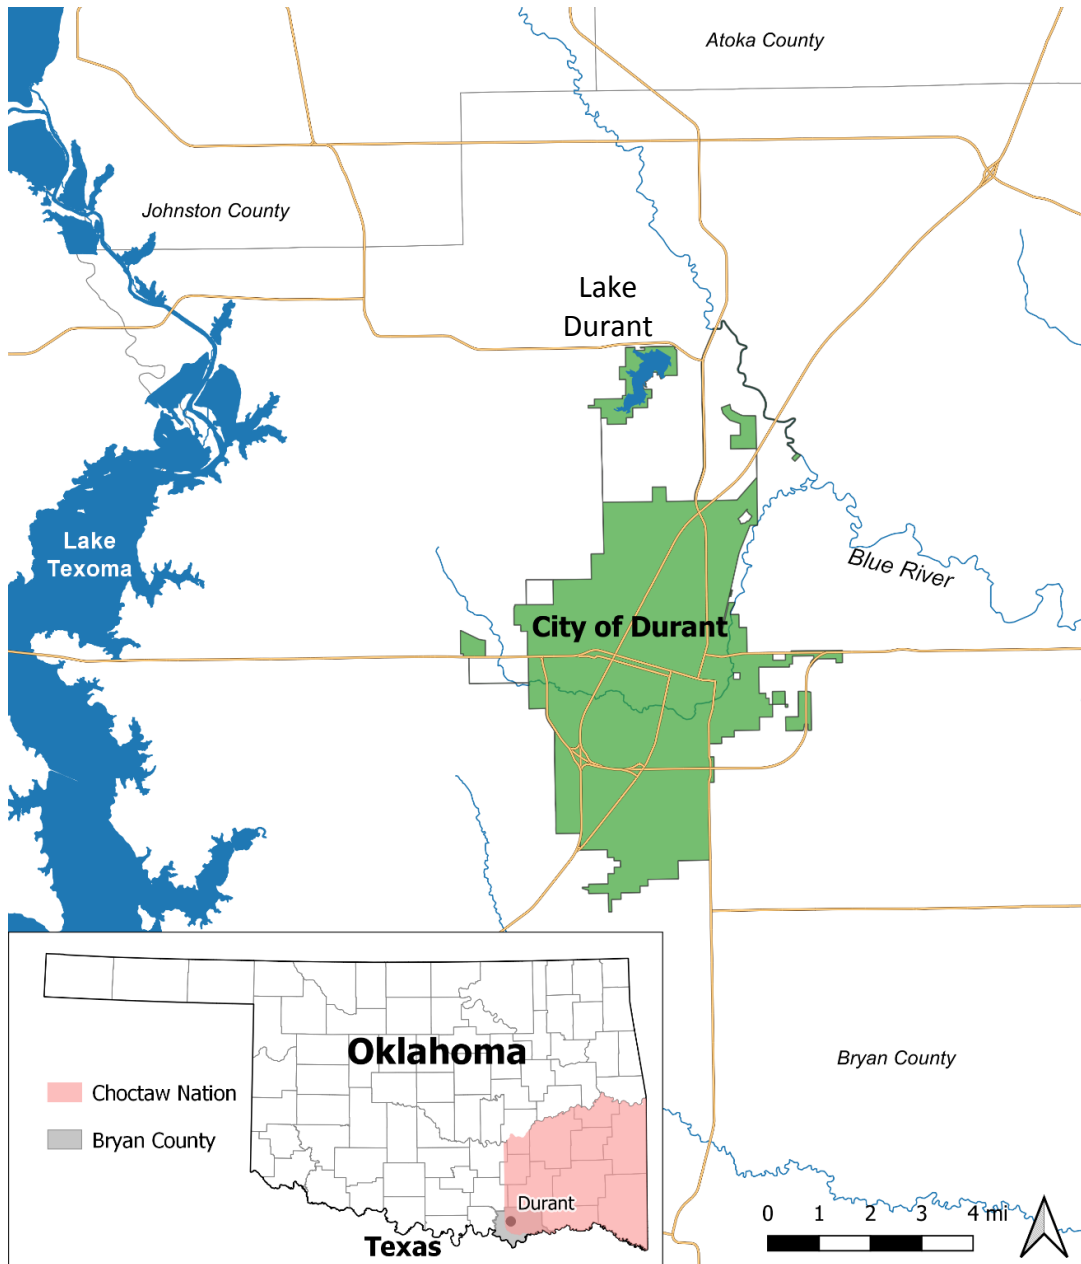 Atoka County
Johnston County
Lake
Durant
Lake
Texoma
Blue River
City of Durant
Oklahoma
Choctaw Nation
Bryan County
Durant
Texas
Bryan County
0 1 2 3 4 mi